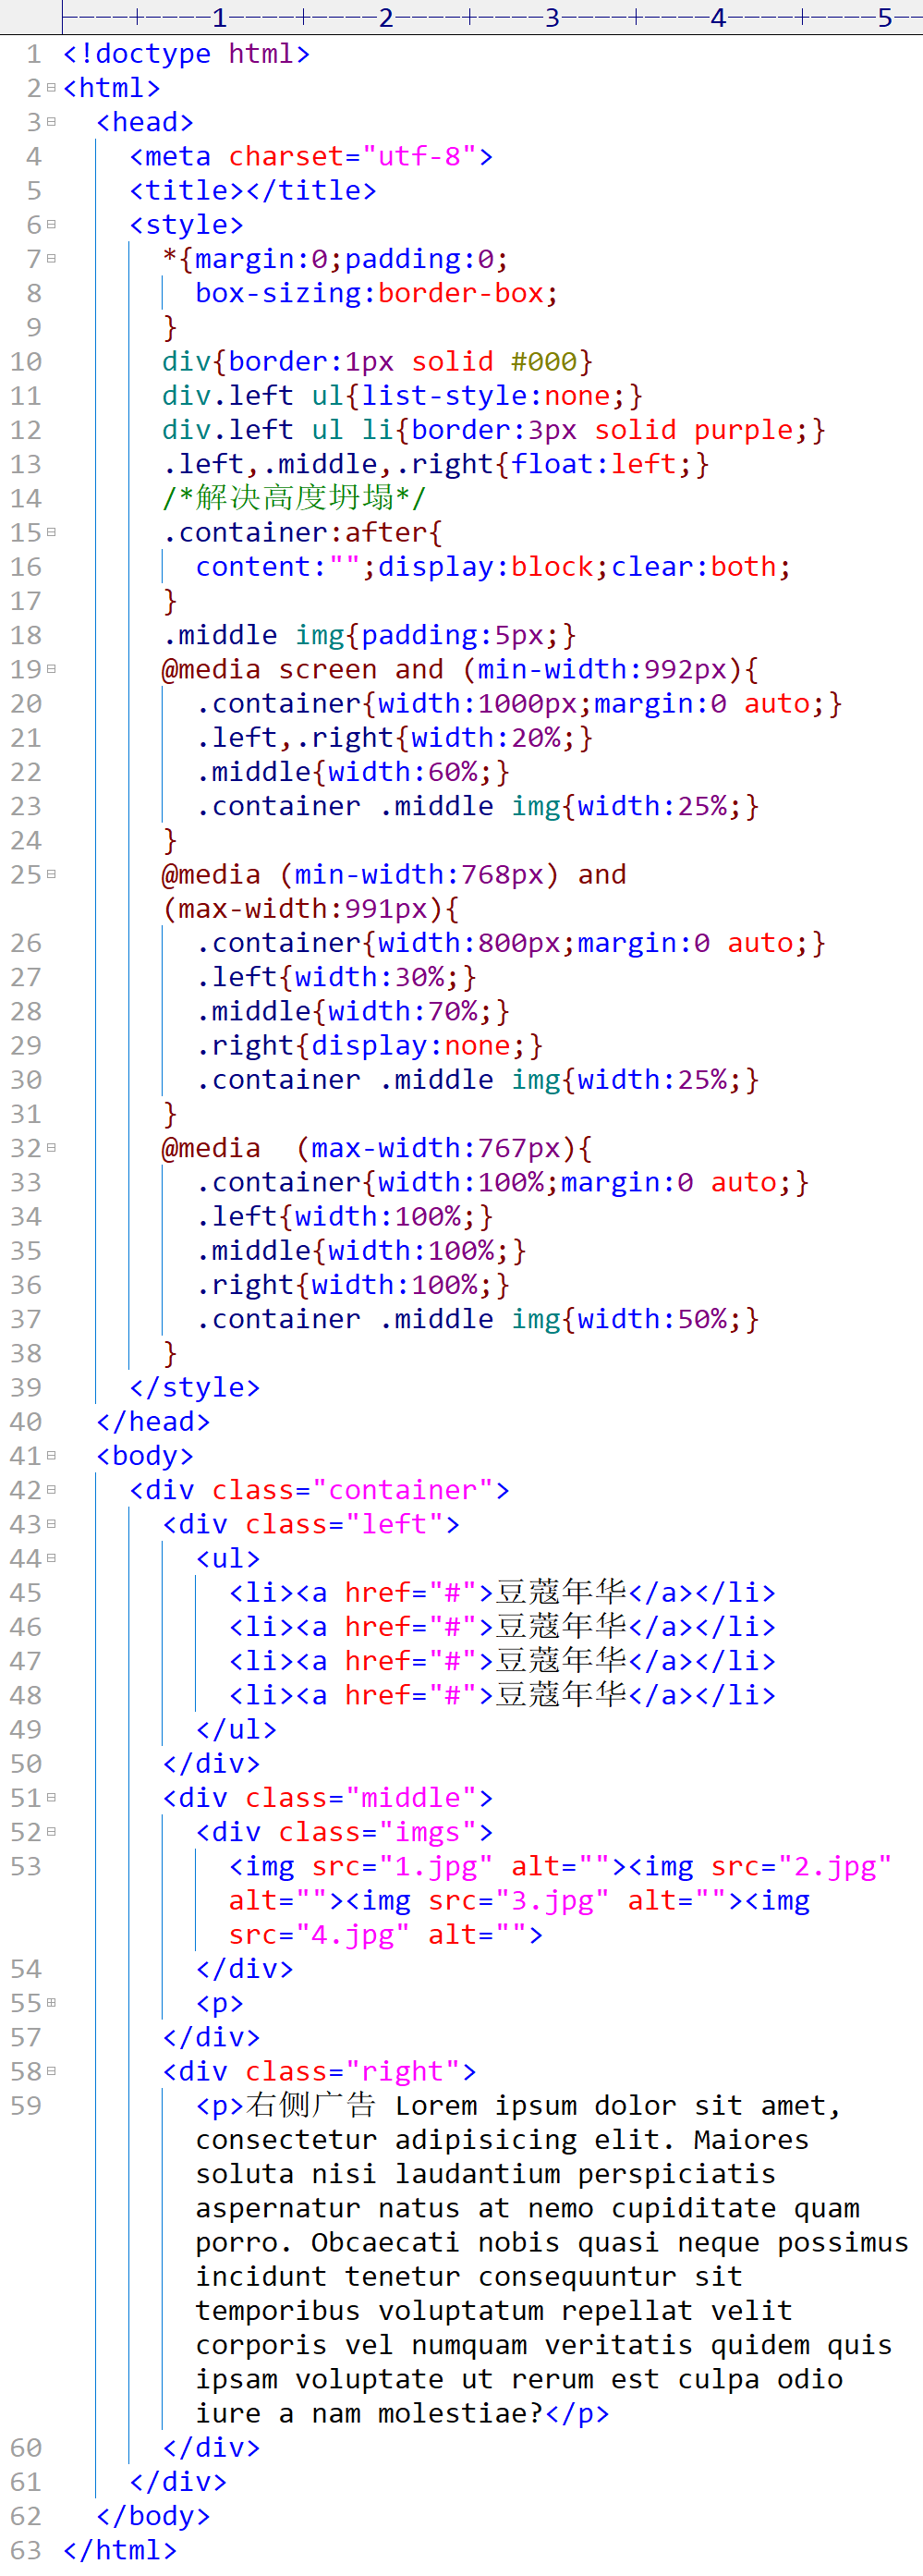 1 2 3 4 5
1 <!doctype html>
2 <html>
3 <head>
4 <meta charset="utf-8">
5 <title></title>
6 <style>
7 *{margin:0;padding:0;
8 box-sizing:border-box;
9 }
10 div{border:1px solid #000}
11 div.left ul{list-style:none;}
12 div.left ul li{border:3px solid purple;}
13 .left,.middle,.right{float:left;}
14 /*解决高度坍塌*/
15 .container:after{
16 content:"";display:block;clear:both;
17 }
18 .middle img{padding:5px;}
19 @media screen and (min-width:992px){
20 .container{width:1000px;margin:0 auto;}
21 .left,.right{width:20%;}
22 .middle{width:60%;}
23 .container .middle img{width:25%;}
24 }
25 @media (min-width:768px) and
(max-width:991px){
26 .container{width:800px;margin:0 auto;}
27 .left{width:30%;}
28 .middle{width:70%;}
29 .right{display:none;}
30 .container .middle img{width:25%;}
31 }
32 @media  (max-width:767px){
33 .container{width:100%;margin:0 auto;}
34 .left{width:100%;}
35 .middle{width:100%;}
36 .right{width:100%;}
37 .container .middle img{width:50%;}
38 }
39 </style>
40 </head>
41 <body>
42 <div class="container">
43 <div class="left">
44 <ul>
45 <li><a href="#">豆蔻年华</a></li>
46 <li><a href="#">豆蔻年华</a></li>
47 <li><a href="#">豆蔻年华</a></li>
48 <li><a href="#">豆蔻年华</a></li>
49 </ul>
50 </div>
51 <div class="middle">
52 <div class="imgs">
53 <img src="1.jpg" alt=""><img src="2.jpg"
alt=""><img src="3.jpg" alt=""><img
src="4.jpg" alt="">
54 </div>
55 <p>
57 </div>
58 <div class="right">
59 <p>右侧广告 Lorem ipsum dolor sit amet,
consectetur adipisicing elit. Maiores
soluta nisi laudantium perspiciatis
aspernatur natus at nemo cupiditate quam
porro. Obcaecati nobis quasi neque possimus
incidunt tenetur consequuntur sit
temporibus voluptatum repellat velit
corporis vel numquam veritatis quidem quis
ipsam voluptate ut rerum est culpa odio
iure a nam molestiae?</p>
60 </div>
61 </div>
62 </body>
63 </html>